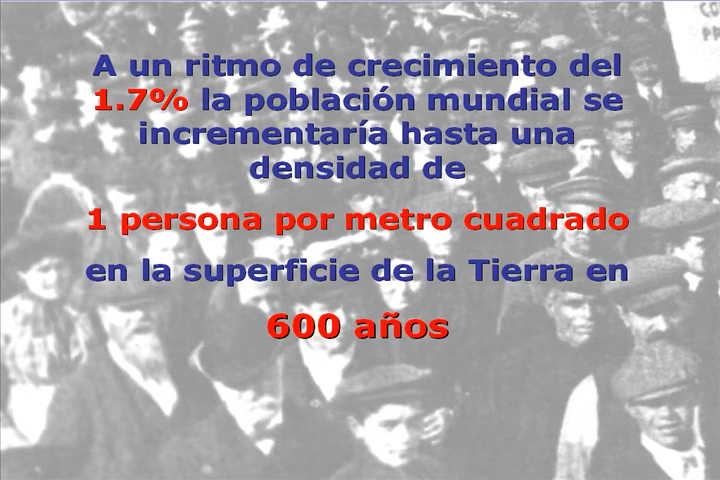 A un ritmo de crecimiento del
1.7% la población mundial se
incrementaría hasta una
densidad de
1 persona por metro cuadrado
en la superficie de la Tierra en
600 años